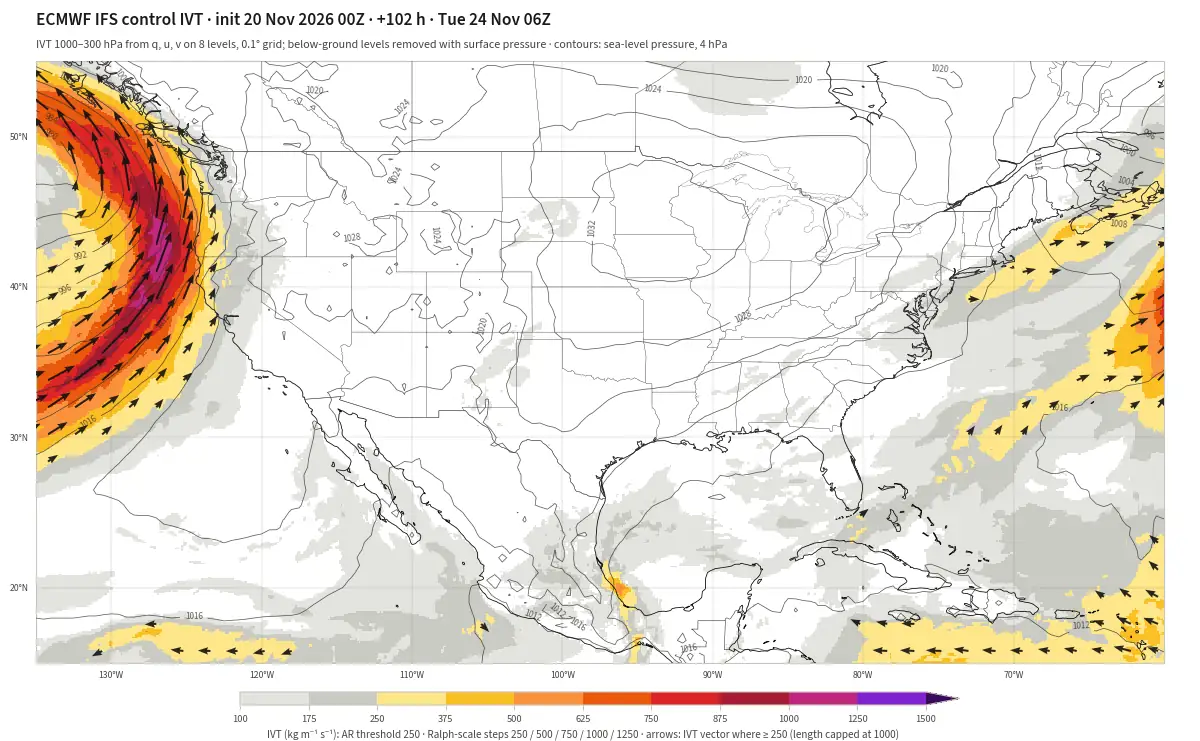 ECMWF IFS control IVT · init 20 Nov 2026 00Z · +102 h · Tue 24 Nov 06Z
IVT 1000–300 hPa from q, u, v on 8 levels, 0.1° grid; below-ground levels removed with surface pressure · contours: sea-level pressure, 4 hPa
1020
1020
1020
1024
1024
50°N
1000
1012
1024
1004
1008
1032
1028
1024
992
40°N
996
1028
1020
1016
1016
30°N
20°N
1016
1012
1012
1016
1012
1016
130°W
120°W
110°W
100°W
90°W
80°W
70°W
100
175
250
375
500
625
750
875
1000
1250
1500
IVT (kg m⁻¹ s⁻¹): AR threshold 250 · Ralph-scale steps 250 / 500 / 750 / 1000 / 1250 · arrows: IVT vector where ≥ 250 (length capped at 1000)